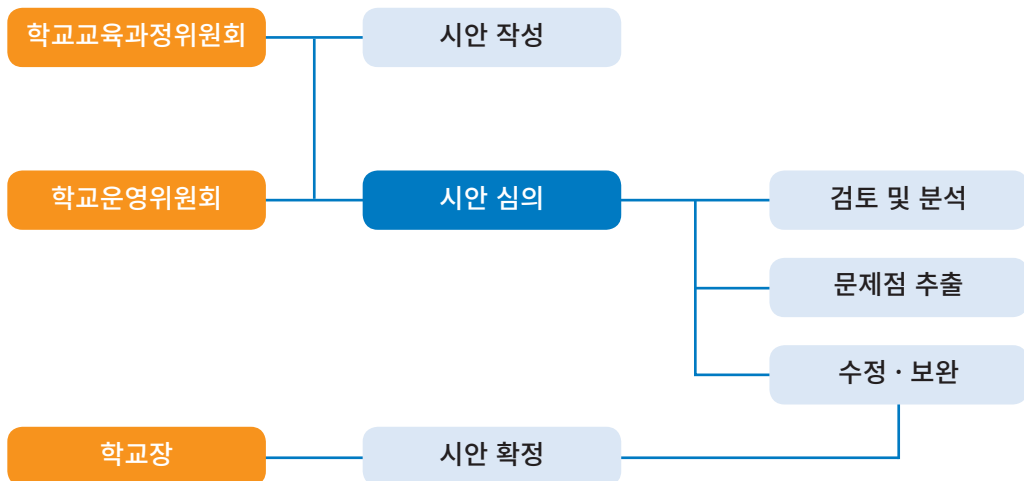 학교교육과정위원회
시안 작성
학교운영위원회
시안 심의
검토 및 분석
문제점 추출
수정 · 보완
학교장
시안 확정